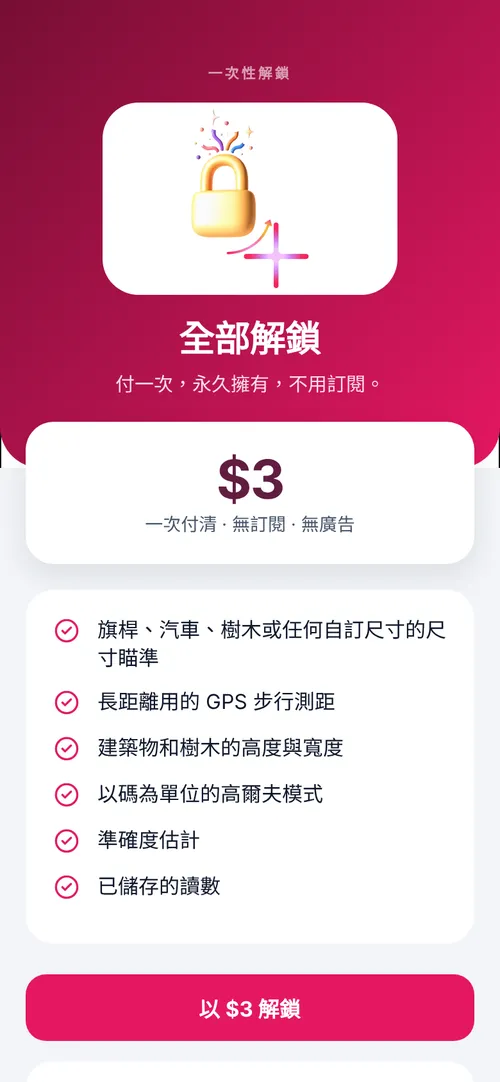 一次性解鎖
全部解鎖
付一次，永久擁有，不用訂閱。
$3
一次付清 · 無訂閱 · 無廣告
旗桿、汽車、樹木或任何自訂尺寸的尺
寸瞄準
長距離用的 GPS 步行測距
建築物和樹木的高度與寬度
以碼為單位的高爾夫模式
準確度估計
已儲存的讀數
以 $3 解鎖